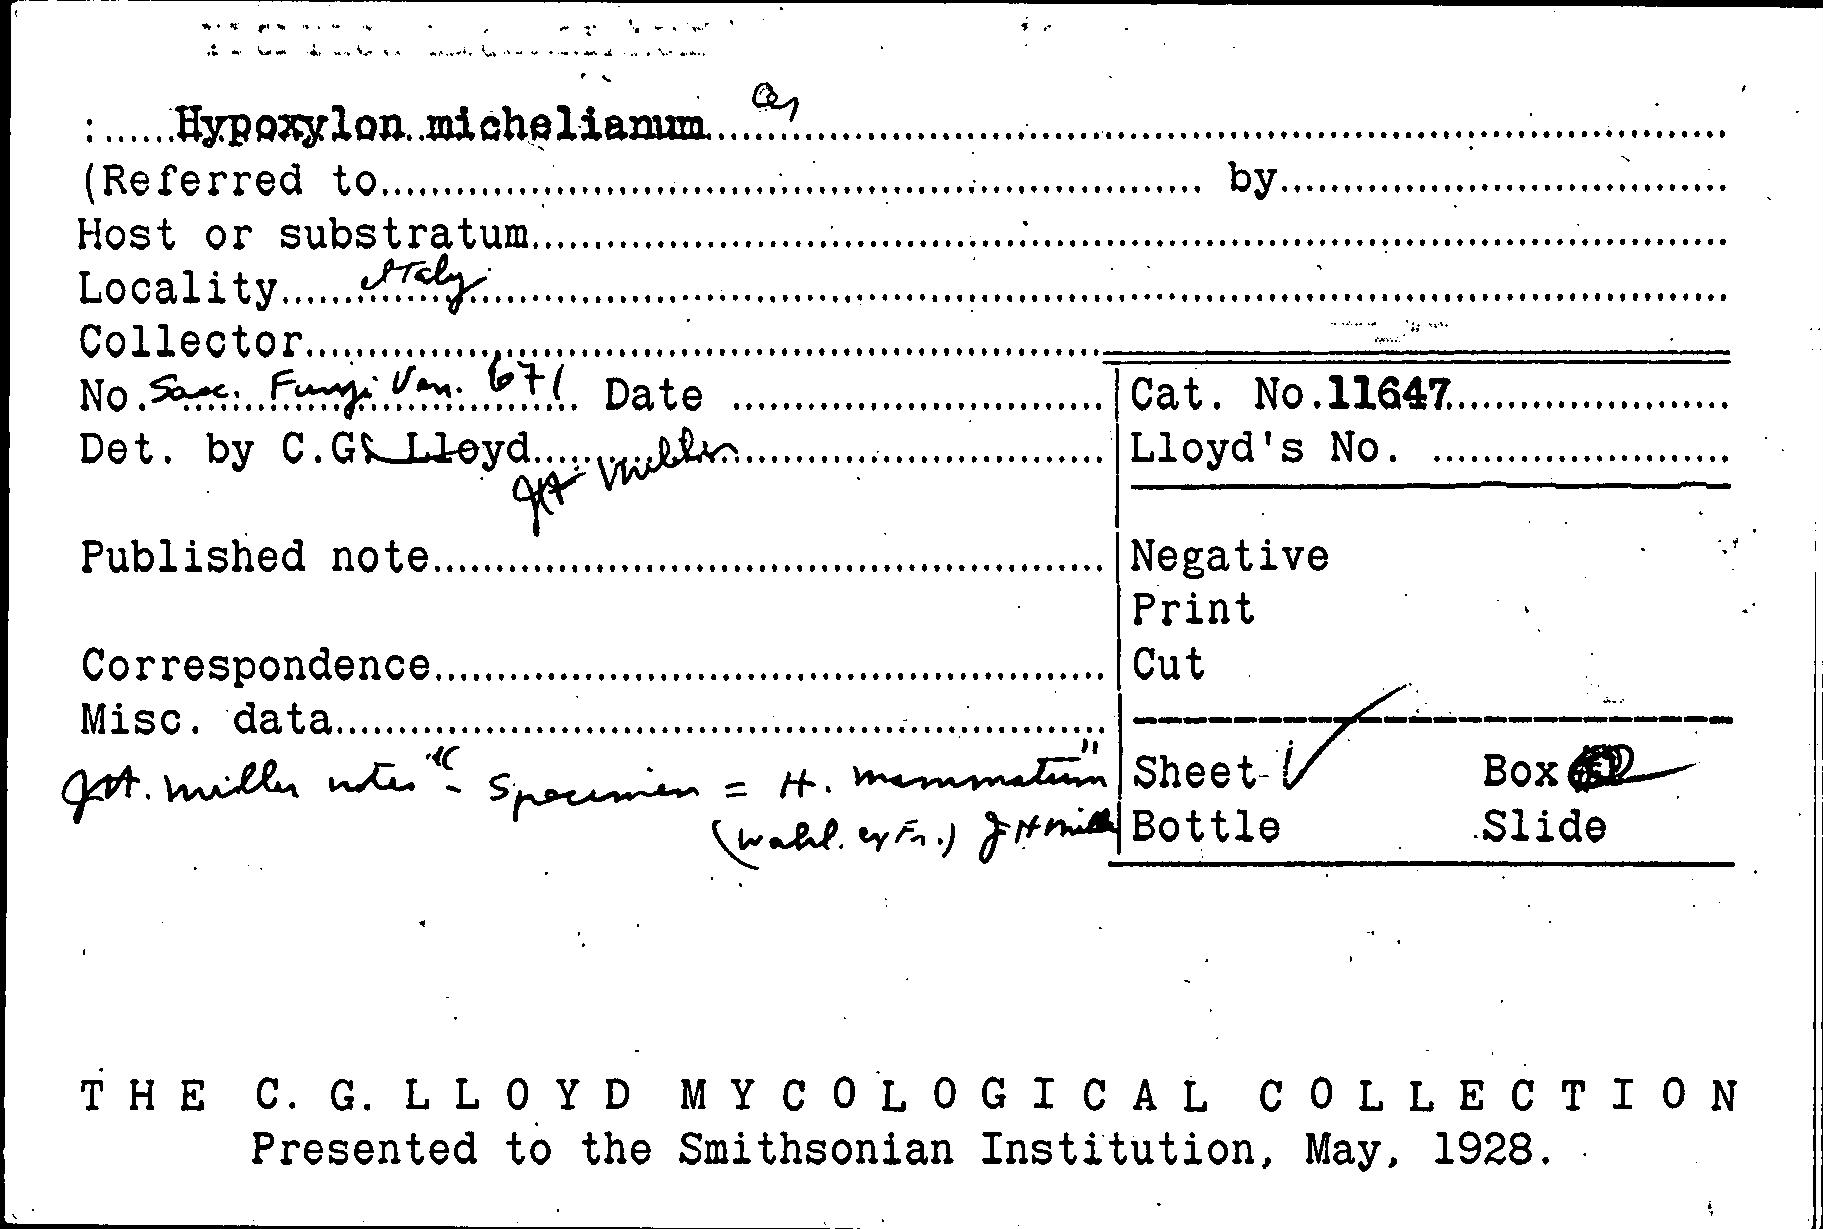 :......Hypoxylon michelianum
(Referred to.......... by..........
Host or substratum..........
Locality......Italy
Collector..........
No. Sacc. Fungi Ven. 671 Date ..........
Cat. No.11647
Det. by C.G. Lloyd..... JH Miller
Lloyd's No. ..........
Published note..........
Negative
Print
Correspondence..........
Cut
Misc. data..........
JH. Miller notes "- Specimen = H. mammatum"
(Wahl. ex Fr.) JH Miller
Sheet ✓ Box
Bottle Slide
THE C. G. LLOYD MYCOLOGICAL COLLECTION
Presented to the Smithsonian Institution, May, 1928.